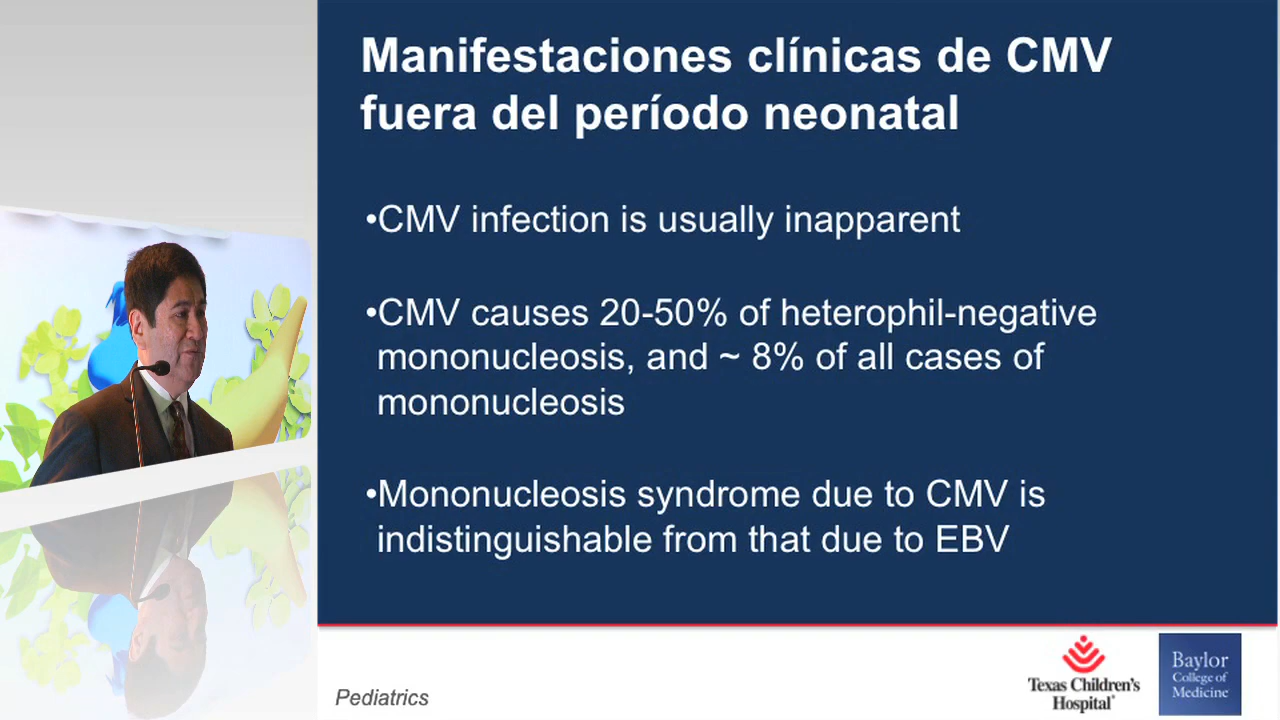 Manifestaciones clínicas de CMV
fuera del período neonatal
•CMV infection is usually inapparent
•CMV causes 20-50% of heterophil-negative
mononucleosis, and ~ 8% of all cases of
mononucleosis
•Mononucleosis syndrome due to CMV is
indistinguishable from that due to EBV
Pediatrics
Texas Children's
Hospital®
Baylor
College of
Medicine